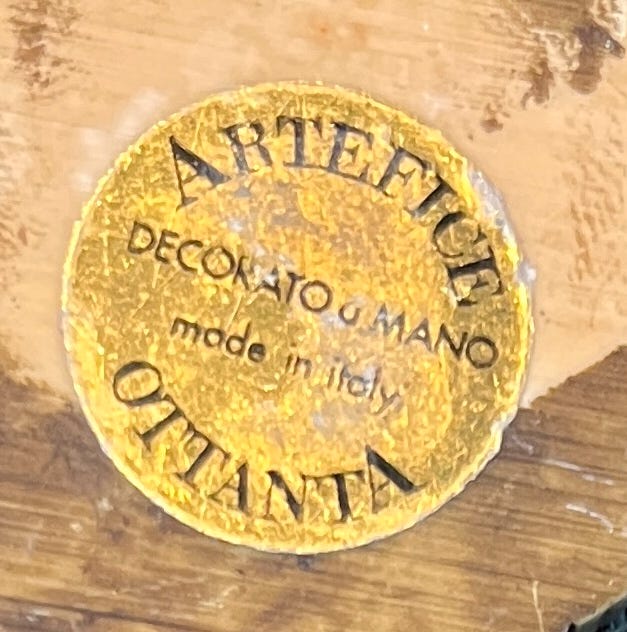 ARTEFICE
DECORATO a MANO
made in italy
OTTANTA